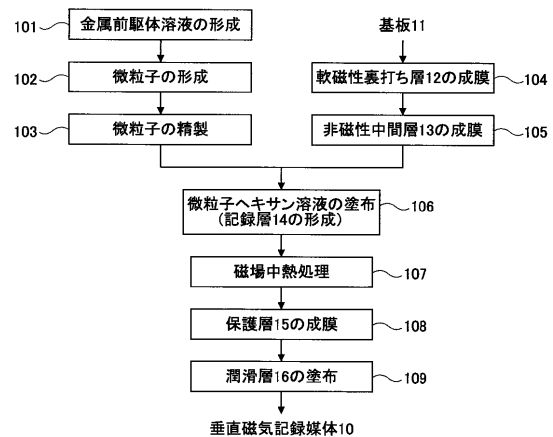 101
金属前駆体溶液の形成
基板11
102
微粒子の形成
軟磁性裏打ち層12の成膜
104
103
微粒子の精製
非磁性中間層13の成膜
105
微粒子ヘキサン溶液の塗布
(記録層14の形成)
106
磁場中熱処理
107
保護層15の成膜
108
潤滑層16の塗布
109
垂直磁気記録媒体10